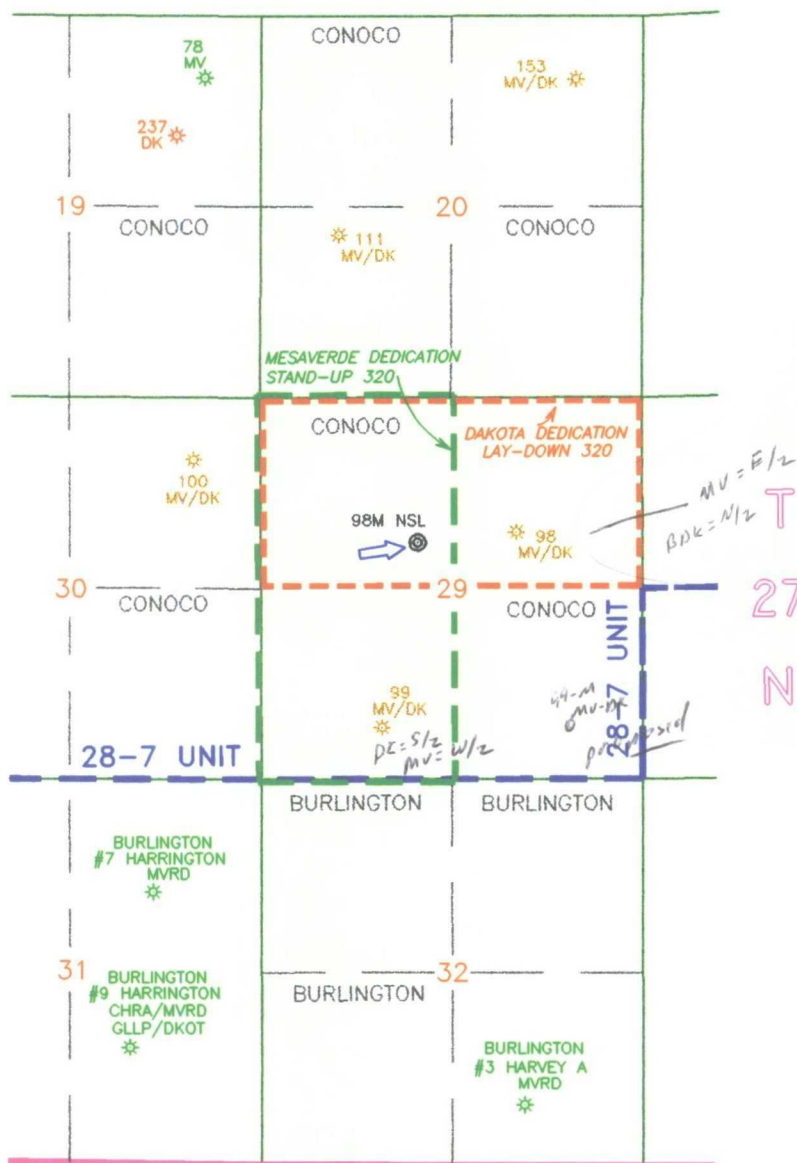 CONOCO
78
MV
153
MV/DK
237
DK
19
20
CONOCO
CONOCO
111
MV/DK
MESAVERDE DEDICATION
STAND-UP 320
CONOCO
DAKOTA DEDICATION
LAY-DOWN 320
MV = E/2
BDK = N/2
T
27
N
100
MV/DK
98M NSL
98
MV/DK
30
29
CONOCO
CONOCO
28-7 UNIT
99
MV/DK
MV-DK
proposed
DK = S/2
MV = W/2
28-7 UNIT
BURLINGTON
BURLINGTON
BURLINGTON
#7 HARRINGTON
MVRD
31
32
BURLINGTON
#9 HARRINGTON
CHRA/MVRD
GLLP/DKOT
BURLINGTON
BURLINGTON
#3 HARVEY A
MVRD